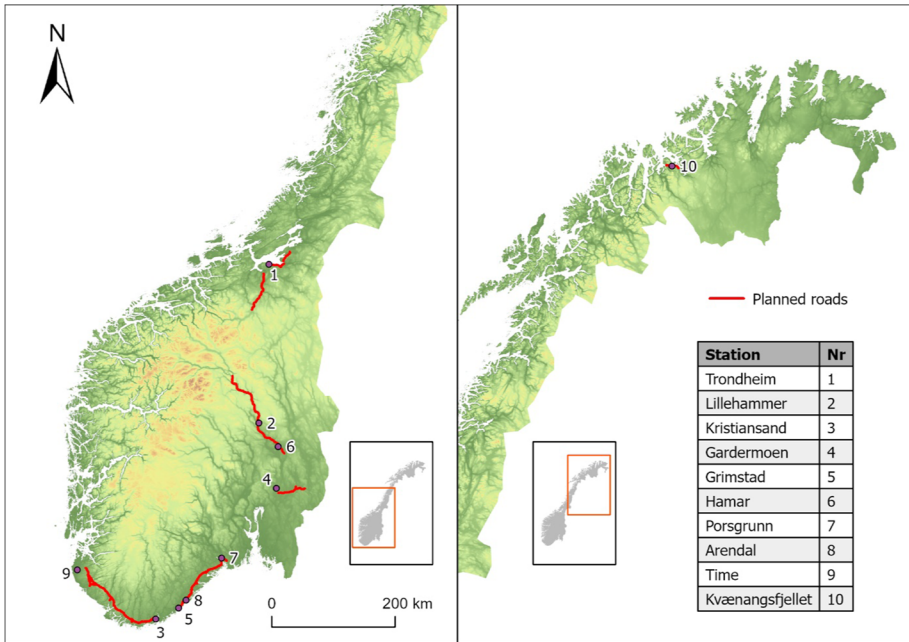 N
1
2
6
4
7
9
8
5
3
0 200 km
10
Planned roads
Station Nr
Trondheim 1
Lillehammer 2
Kristiansand 3
Gardermoen 4
Grimstad 5
Hamar 6
Porsgrunn 7
Arendal 8
Time 9
Kvænangsfjellet 10